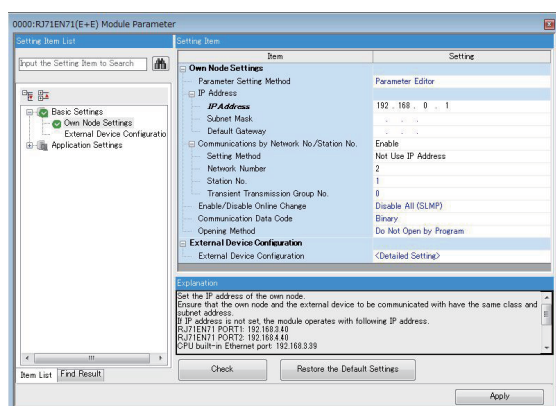 0000:RJ71EN71(E+E) Module Parameter
Setting Item List
Input the Setting Item to Search
Basic Settings
Own Node Settings
External Device Configuratio
Application Settings
Item List
Find Result
Setting Item
Item Setting
Own Node Settings
Parameter Setting Method Parameter Editor
IP Address
IP Address 192 . 168 . 0 . 1
Subnet Mask . . .
Default Gateway . . .
Communications by Network No./Station No. Enable
Setting Method Not Use IP Address
Network Number 2
Station No. 1
Transient Transmission Group No. 0
Enable/Disable Online Change Disable All (SLMP)
Communication Data Code Binary
Opening Method Do Not Open by Program
External Device Configuration
External Device Configuration <Detailed Setting>
Explanation
Set the IP address of the own node.
Ensure that the own node and the external device to be communicated with have the same class and
subnet address.
If IP address is not set, the module operates with following IP address.
RJ71EN71 PORT1: 192.168.3.40
RJ71EN71 PORT2: 192.168.4.40
CPU built-in Ethernet port: 192.168.3.39
Check
Restore the Default Settings
Apply